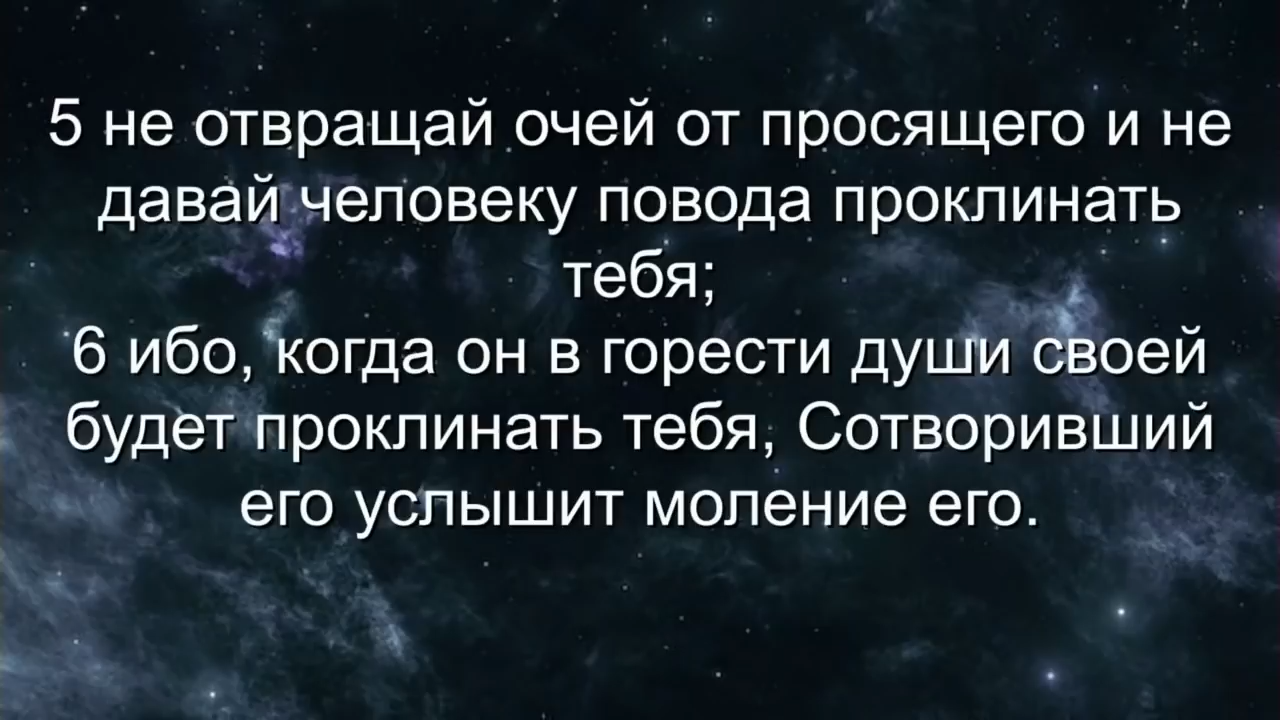 5 не отвращай очей от просящего и не
давай человеку повода проклинать
тебя;
6 ибо, когда он в горести души своей
будет проклинать тебя, Сотворивший
его услышит моление его.